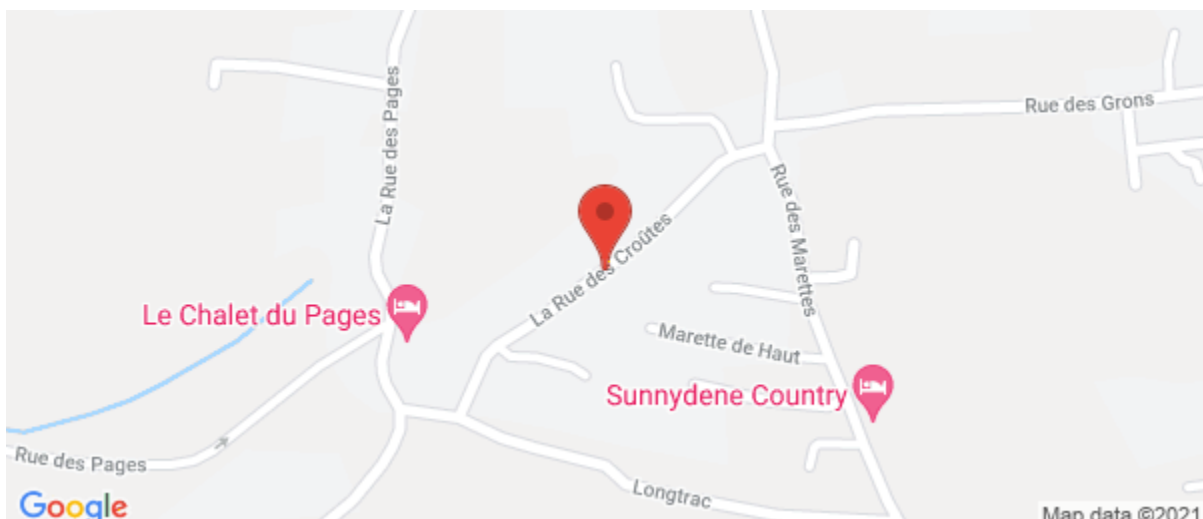 La Rue des Pages
Rue des Grons
La Rue des Croûtes
Rue des Marettes
Le Chalet du Pages
Marette de Haut
Sunnydene Country
Rue des Pages
Longtrac
Google
Map data ©2021